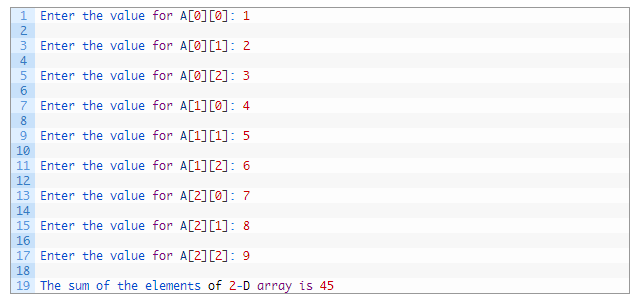 1 Enter the value for A[0][0]: 1
2
3 Enter the value for A[0][1]: 2
4
5 Enter the value for A[0][2]: 3
6
7 Enter the value for A[1][0]: 4
8
9 Enter the value for A[1][1]: 5
10
11 Enter the value for A[1][2]: 6
12
13 Enter the value for A[2][0]: 7
14
15 Enter the value for A[2][1]: 8
16
17 Enter the value for A[2][2]: 9
18
19 The sum of the elements of 2-D array is 45